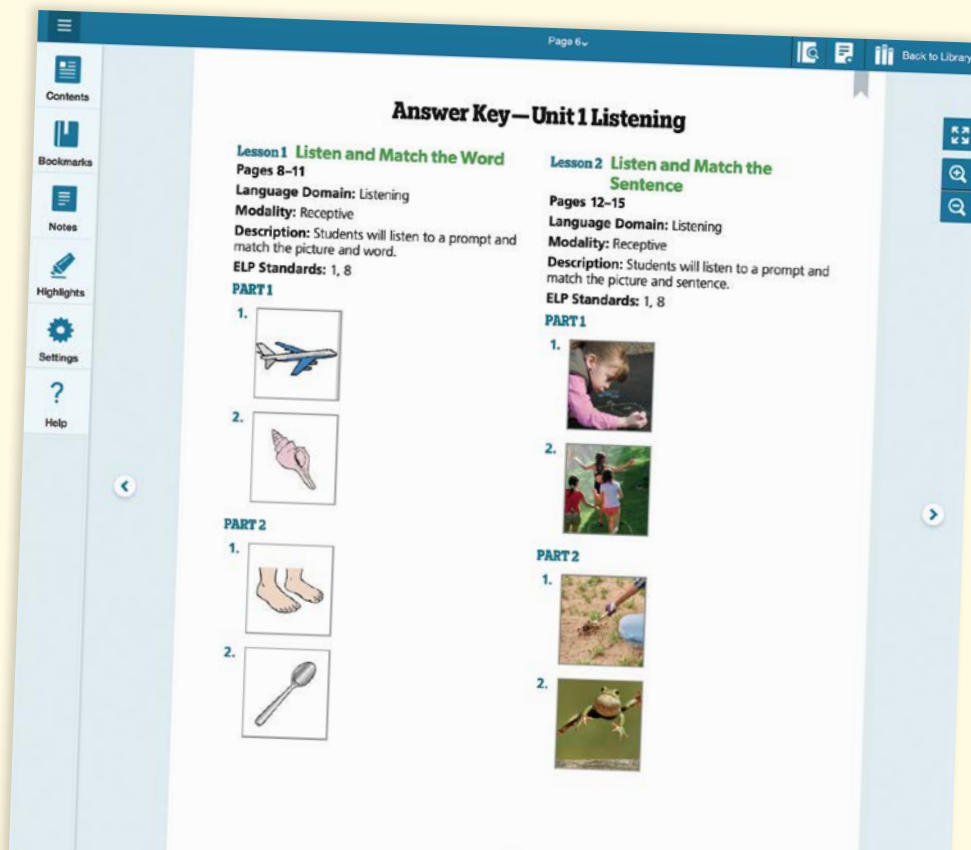 Page 6
Back to Library
Contents
Bookmarks
Notes
Highlights
Settings
Help
Answer Key—Unit 1 Listening
Lesson 1 Listen and Match the Word
Pages 8–11
Language Domain: Listening
Modality: Receptive
Description: Students will listen to a prompt and
match the picture and word.
ELP Standards: 1, 8
PART 1
1.
2.
PART 2
1.
2.
Lesson 2 Listen and Match the
Sentence
Pages 12–15
Language Domain: Listening
Modality: Receptive
Description: Students will listen to a prompt and
match the picture and sentence.
ELP Standards: 1, 8
PART 1
1.
2.
PART 2
1.
2.